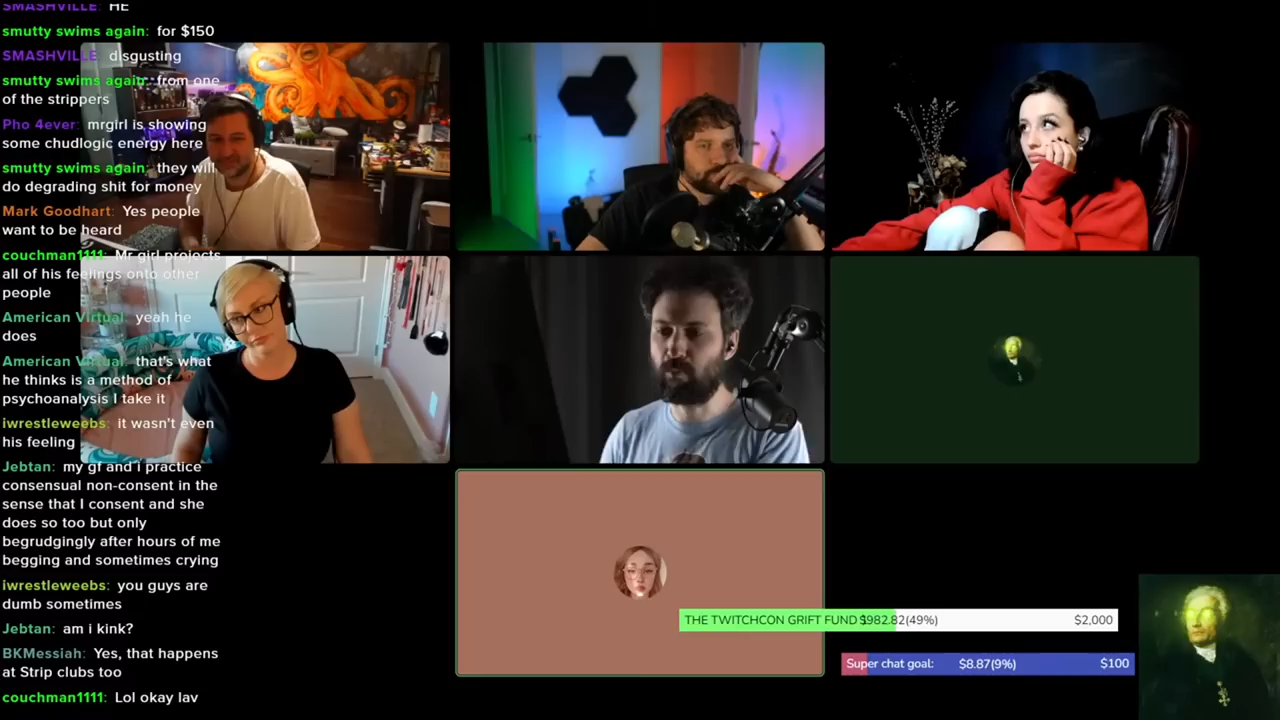 SMASHVILLE: HE
smutty swims again: for $150
SMASHVILLE: disgusting
smutty swims again: from one
of the strippers
Pho 4ever: mrgirl is showing
some chudlogic energy here
smutty swims again: they will
do degrading shit for money
Mark Goodhart: Yes people
want to be heard
couchman1111: Mr girl projects
all of his feelings onto other
people
American Virtual: yeah he
does
American Virtual: that's what
he thinks is a method of
psychoanalysis I take it
iwrestleweebs: it wasn't even
his feeling
Jebtan: my gf and i practice
consensual non-consent in the
sense that I consent and she
does so too but only
begrudgingly after hours of me
begging and sometimes crying
iwrestleweebs: you guys are
dumb sometimes
Jebtan: am i kink?
BKMessiah: Yes, that happens
at Strip clubs too
couchman1111: Lol okay lav
THE TWITCHCON GRIFT FUND $982.82(49%) $2,000
Super chat goal: $8.87(9%) $100